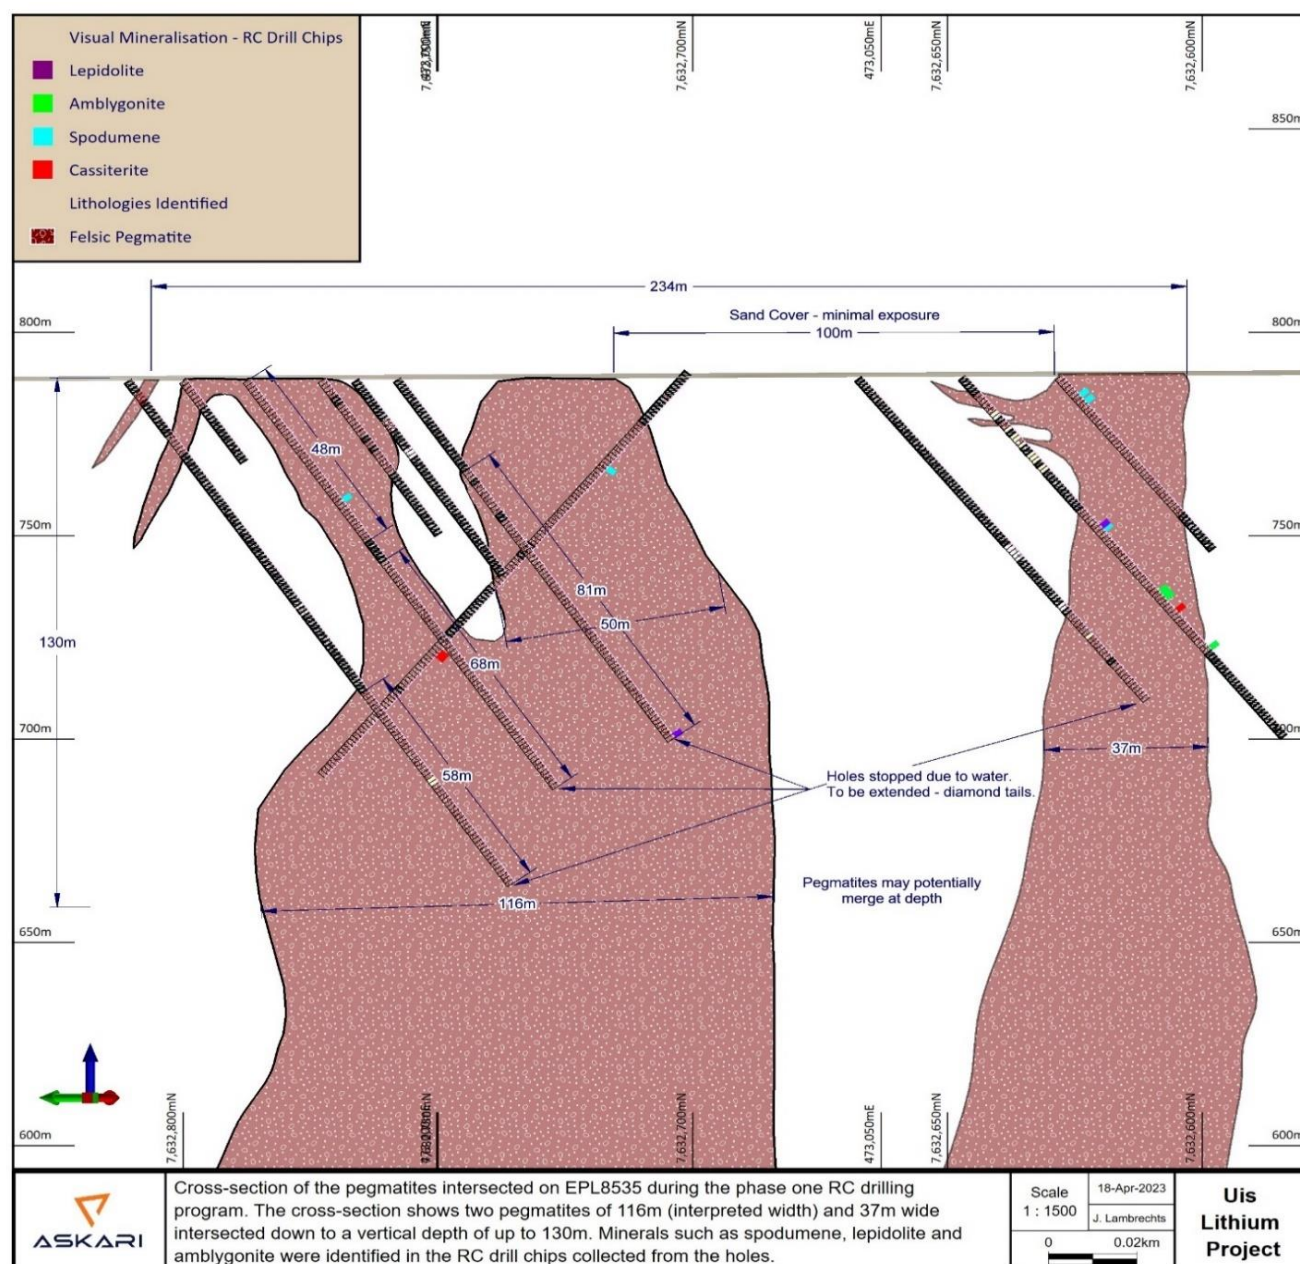 Visual Mineralisation - RC Drill Chips
Lepidolite
Amblygonite
Spodumene
Cassiterite
Lithologies Identified
Felsic Pegmatite
7,632,700mN
473,050mE
7,632,650mN
7,632,600mN
850m
234m
Sand Cover - minimal exposure
100m
800m
800m
48m
750m
750m
81m
50m
130m
68m
700m
37m
58m
Holes stopped due to water.
To be extended - diamond tails.
Pegmatites may potentially
merge at depth
116m
650m
650m
7,632,800mN
7,632,700mN
473,050mE
7,632,650mN
7,632,600mN
600m
600m
ASKARI
Cross-section of the pegmatites intersected on EPL8535 during the phase one RC drilling
program. The cross-section shows two pegmatites of 116m (interpreted width) and 37m wide
intersected down to a vertical depth of up to 130m. Minerals such as spodumene, lepidolite and
amblygonite were identified in the RC drill chips collected from the holes.
Scale
1 : 1500
18-Apr-2023
J. Lambrechts
0 0.02km
Uis
Lithium
Project